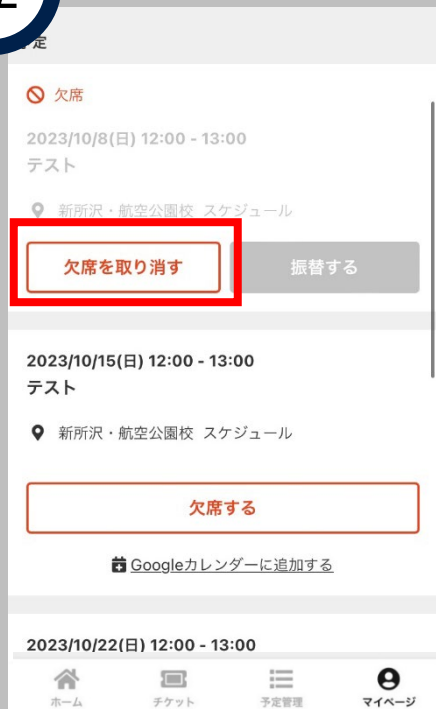 定
欠席
2023/10/8(日) 12:00 - 13:00
テスト
新所沢・航空公園校 スケジュール
欠席を取り消す 振替する
2023/10/15(日) 12:00 - 13:00
テスト
新所沢・航空公園校 スケジュール
欠席する
Googleカレンダーに追加する
2023/10/22(日) 12:00 - 13:00
ホーム チケット 予定管理 マイページ